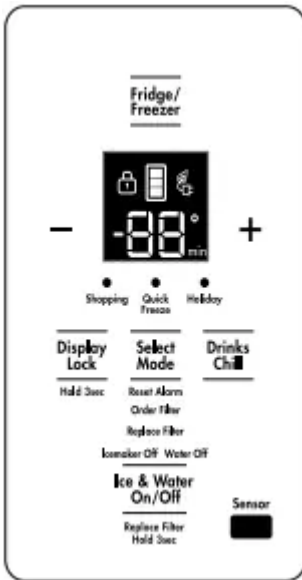 Fridge/
Freezer
-88°
min
− +
Shopping Quick Freeze Holiday
Display Lock Select Mode Drinks Chill
Hold 3sec Reset Alarm
Order Filter
Replace Filter
Icemaker Off Water Off
Ice & Water
On/Off
Replace Filter
Hold 3sec
Sensor